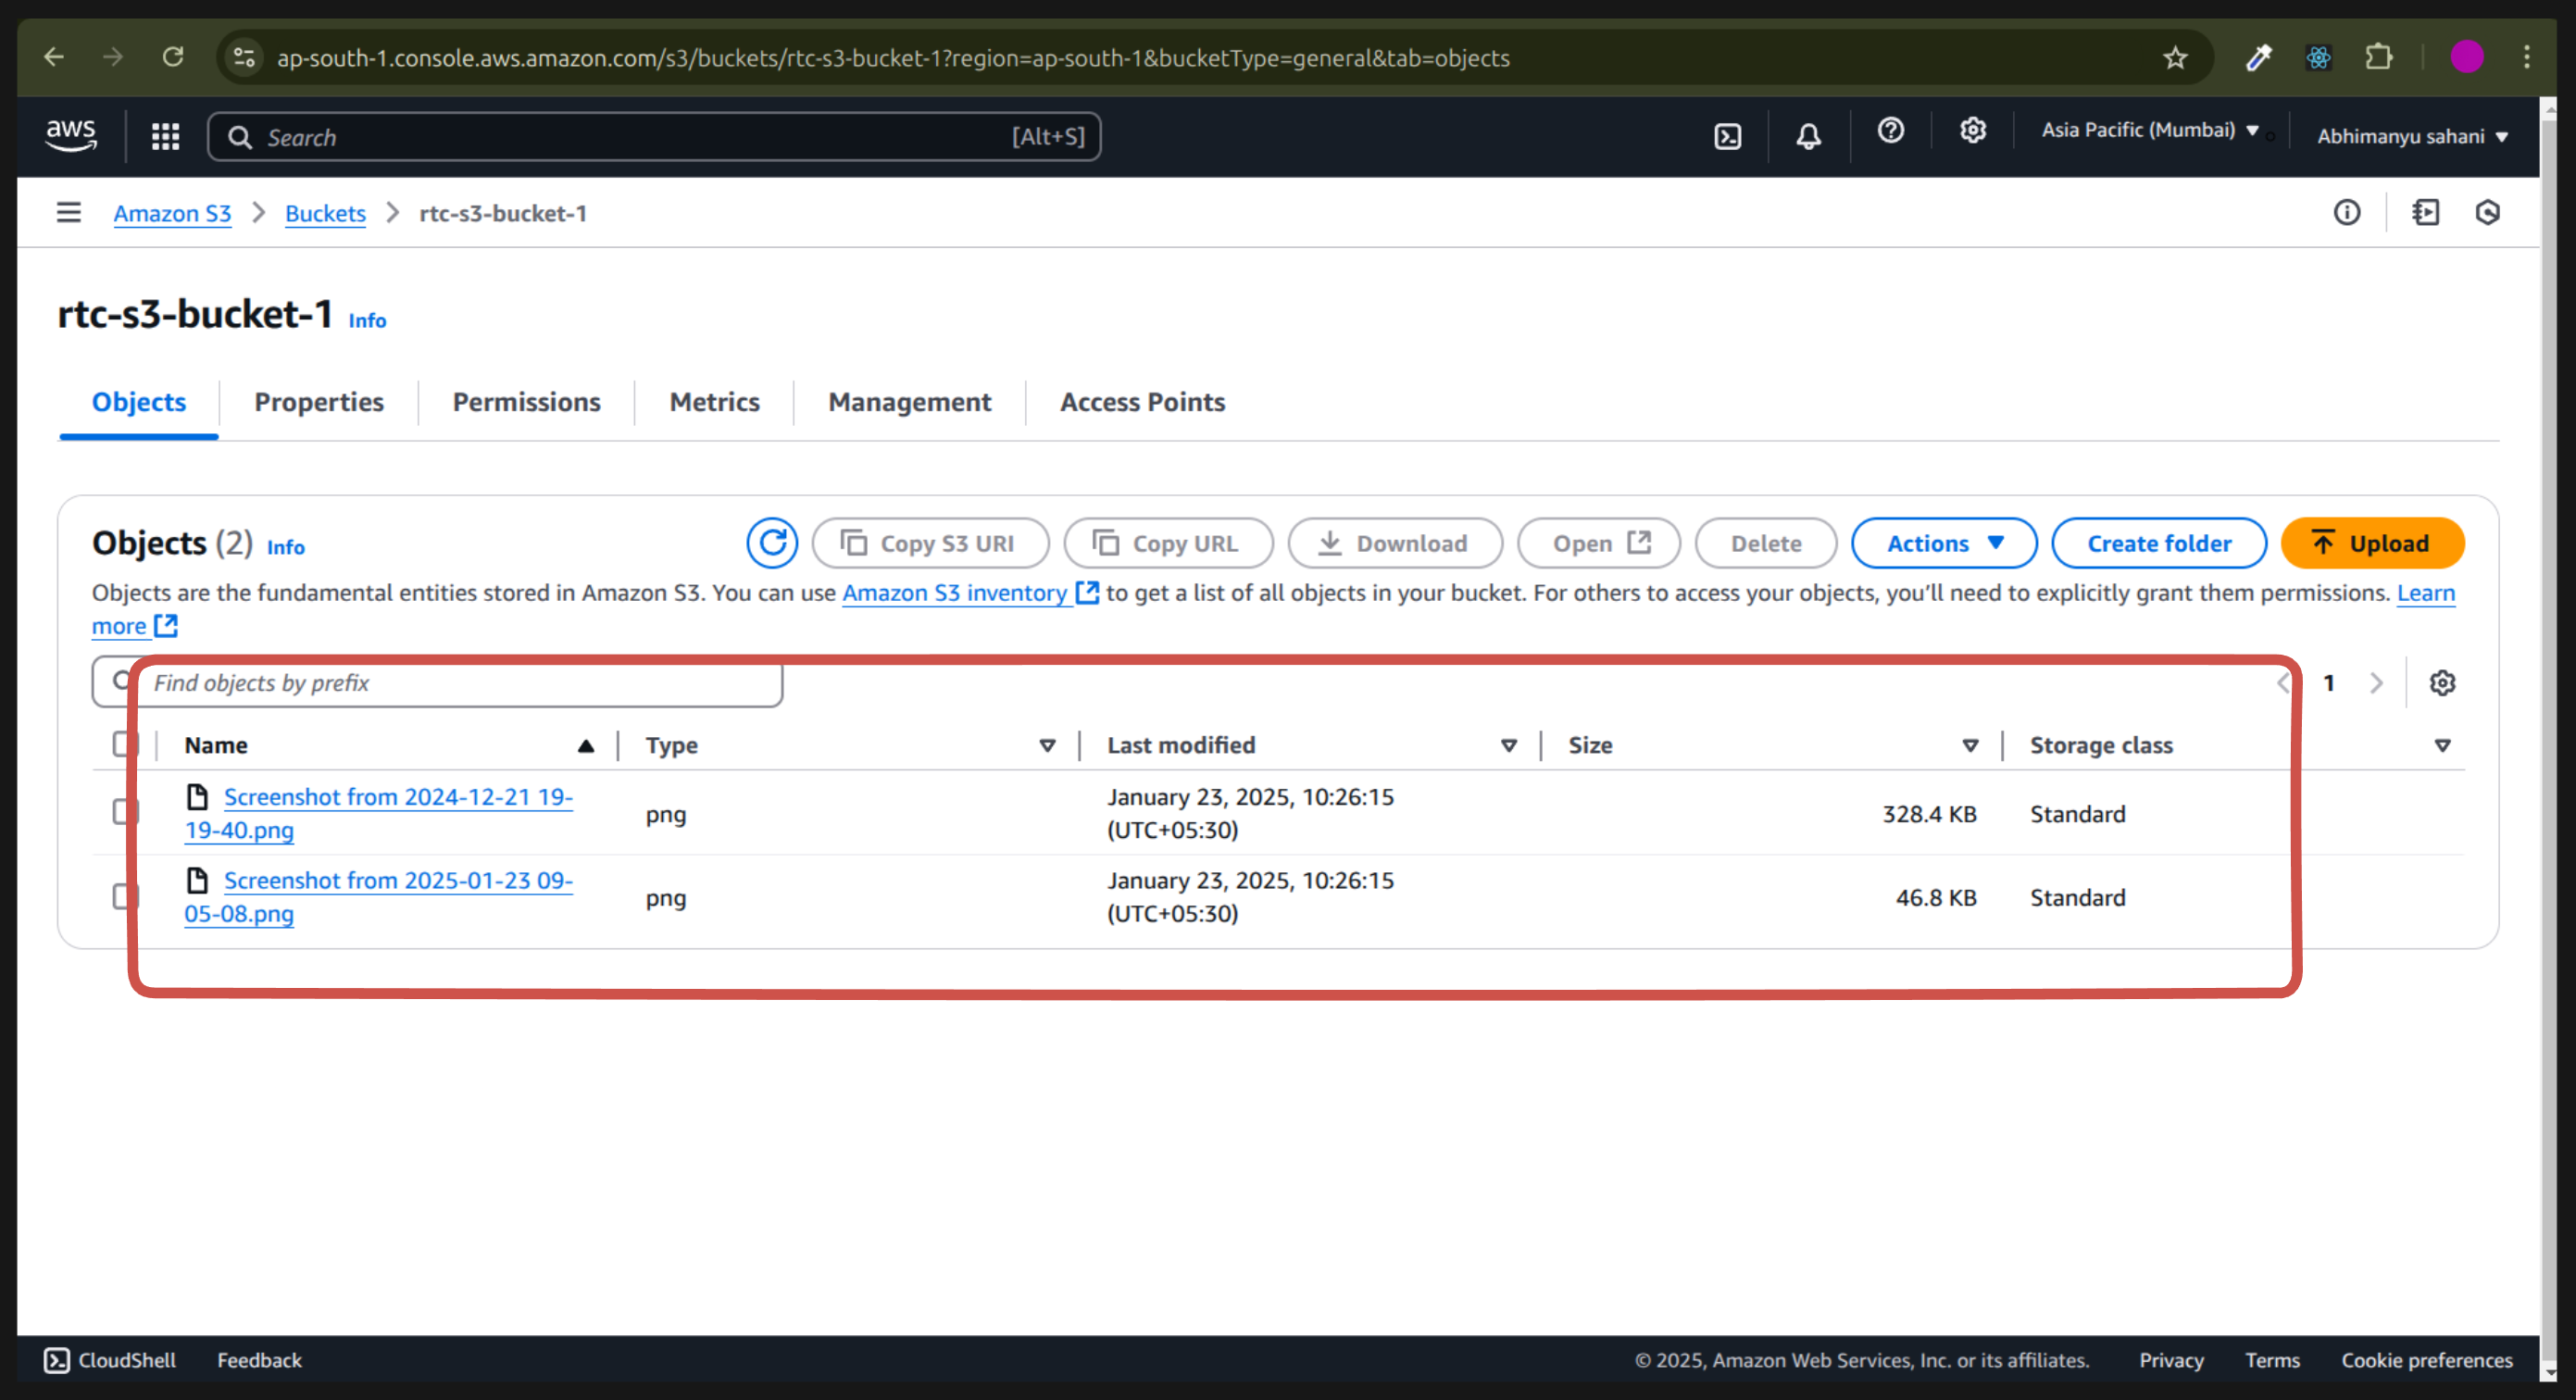 ap-south-1.console.aws.amazon.com/s3/buckets/rtc-s3-bucket-1?region=ap-south-1&bucketType=general&tab=objects
aws
Search [Alt+S]
Asia Pacific (Mumbai)
Abhimanyu sahani
Amazon S3 > Buckets > rtc-s3-bucket-1
rtc-s3-bucket-1 Info
Objects Properties Permissions Metrics Management Access Points
Objects (2) Info
Copy S3 URI Copy URL Download Open Delete Actions Create folder Upload
Objects are the fundamental entities stored in Amazon S3. You can use Amazon S3 inventory to get a list of all objects in your bucket. For others to access your objects, you'll need to explicitly grant them permissions. Learn
more
Find objects by prefix
1
Name Type Last modified Size Storage class
Screenshot from 2024-12-21 19-
19-40.png
png
January 23, 2025, 10:26:15
(UTC+05:30)
328.4 KB
Standard
Screenshot from 2025-01-23 09-
05-08.png
png
January 23, 2025, 10:26:15
(UTC+05:30)
46.8 KB
Standard
CloudShell Feedback
© 2025, Amazon Web Services, Inc. or its affiliates. Privacy Terms Cookie preferences